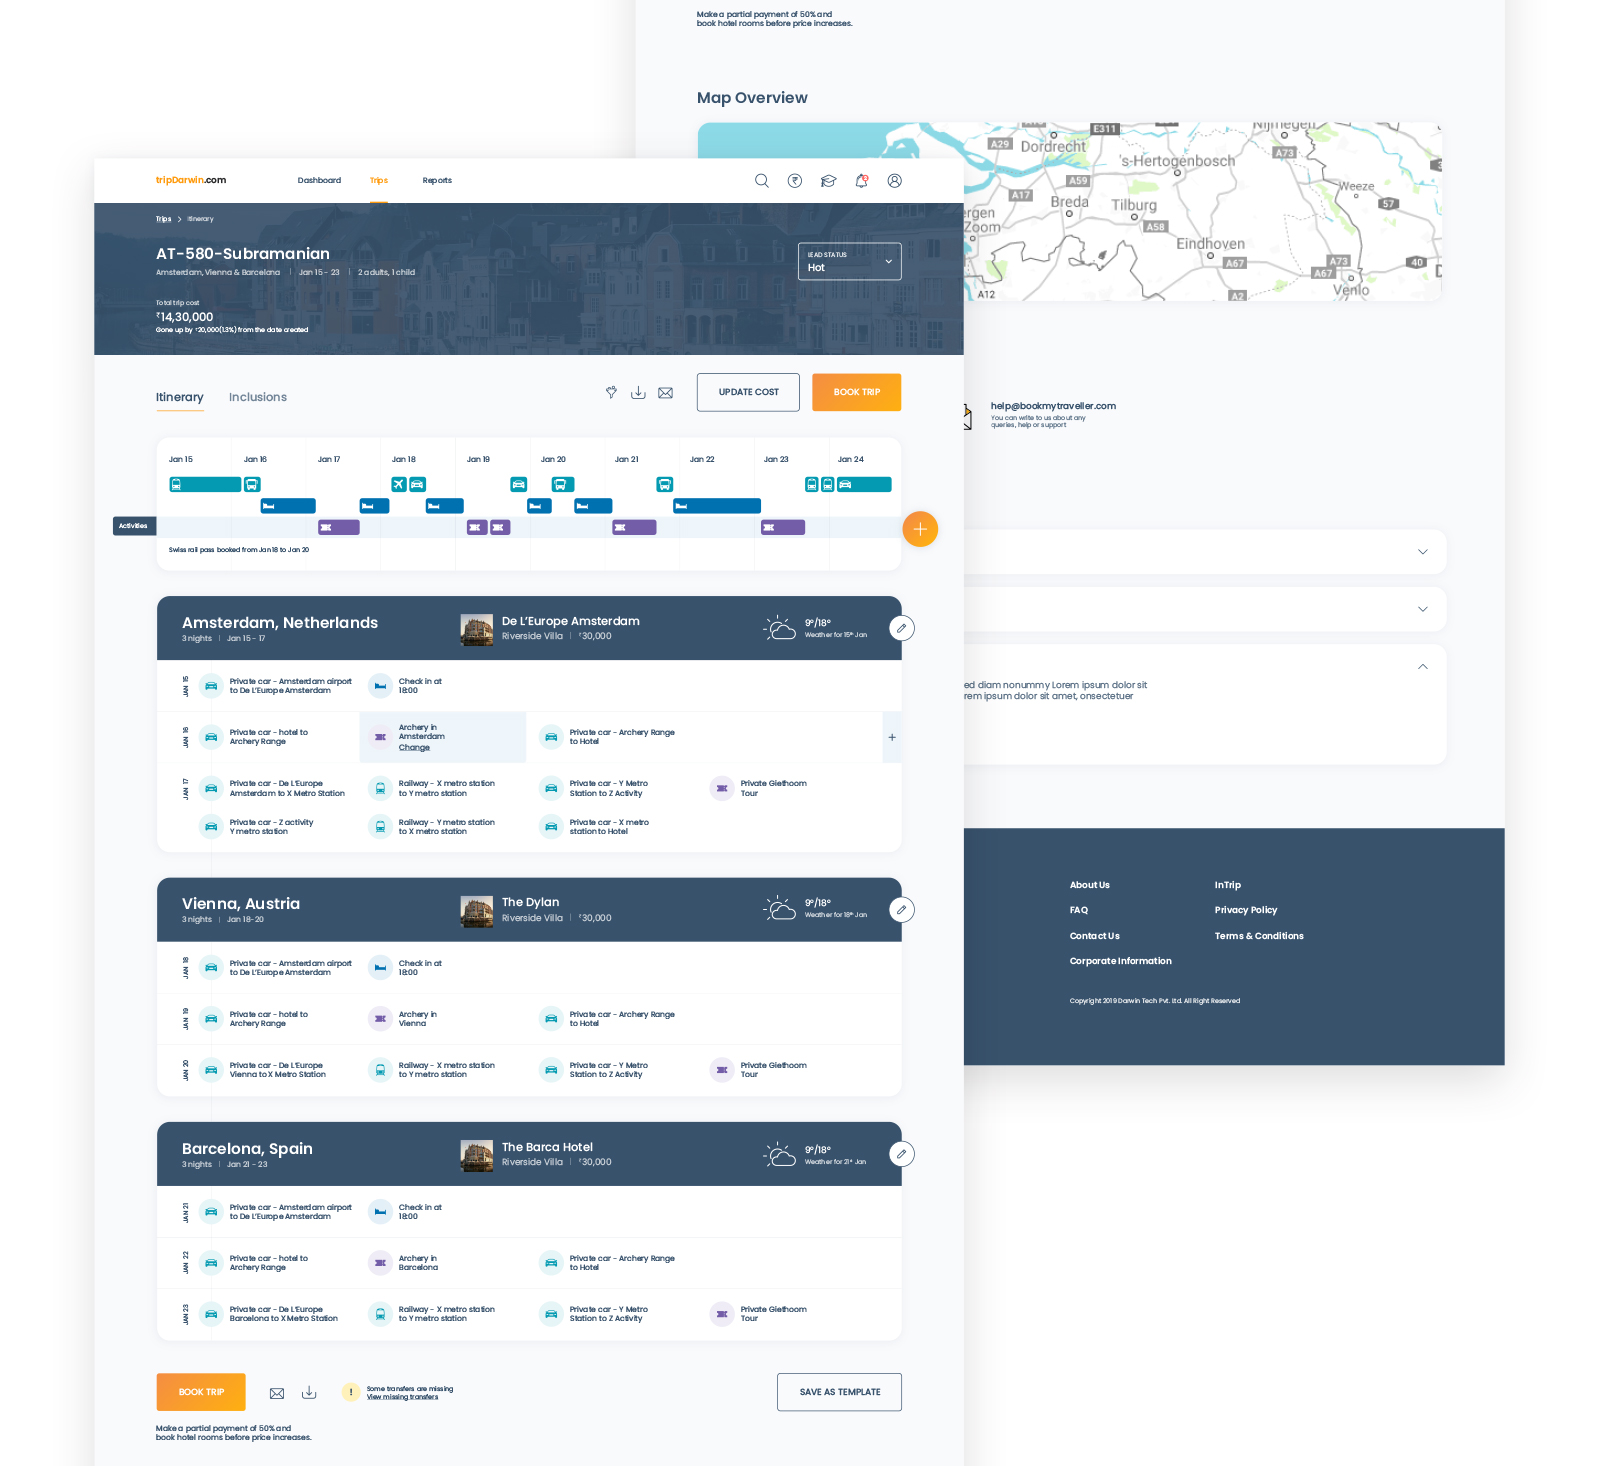 Make a partial payment of 50% and
book hotel rooms before price increases.
Map Overview
E311
Nijmegen
A29
Dordrecht
's-Hertogenbosch
A73
A59
Weeze
A17
Breda
Tilburg
57
ergen
Zoom
A58
Eindhoven
A67
A73
40
A67
A12
A2
Venlo
help@bookmytraveller.com
You can write to us about any
queries, help or support
ed diam nonummy Lorem ipsum dolor sit
rem ipsum dolor sit amet, onsectetuer
About Us
InTrip
FAQ
Privacy Policy
Contact Us
Terms & Conditions
Corporate Information
Copyright 2019 Darwin Tech Pvt. Ltd. All Right Reserved
tripDarwin.com
Dashboard
Trips
Reports
Trips > Itinerary
AT-580-Subramanian
Amsterdam, Vienna & Barcelona | Jan 15 - 23 | 2 adults, 1 child
LEAD STATUS
Hot
Total trip cost
₹14,30,000
Gone up by ₹20,000(1.3%) from the date created
Itinerary
Inclusions
UPDATE COST
BOOK TRIP
Jan 15
Jan 16
Jan 17
Jan 18
Jan 19
Jan 20
Jan 21
Jan 22
Jan 23
Jan 24
Activities
Swiss rail pass booked from Jan 18 to Jan 20
Amsterdam, Netherlands
3 nights | Jan 15 - 17
De L'Europe Amsterdam
Riverside Villa | ₹30,000
9°/18°
Weather for 15th Jan
JAN 15
Private car - Amsterdam airport
to De L'Europe Amsterdam
Check in at
18:00
JAN 16
Private car - hotel to
Archery Range
Archery in
Amsterdam
Change
Private car - Archery Range
to Hotel
+
JAN 17
Private car - De L'Europe
Amsterdam to X Metro Station
Railway - X metro station
to Y metro station
Private car - Y Metro
Station to Z Activity
Private Giethoorn
Tour
Private car - Z activity
Y metro station
Railway - Y metro station
to X metro station
Private car - X metro
station to Hotel
Vienna, Austria
3 nights | Jan 18-20
The Dylan
Riverside Villa | ₹30,000
9°/18°
Weather for 18th Jan
JAN 18
Private car - Amsterdam airport
to De L'Europe Amsterdam
Check in at
18:00
JAN 19
Private car - hotel to
Archery Range
Archery in
Vienna
Private car - Archery Range
to Hotel
JAN 20
Private car - De L'Europe
Vienna to X Metro Station
Railway - X metro station
to Y metro station
Private car - Y Metro
Station to Z Activity
Private Giethoorn
Tour
Barcelona, Spain
3 nights | Jan 21 - 23
The Barca Hotel
Riverside Villa | ₹30,000
9°/18°
Weather for 21st Jan
JAN 21
Private car - Amsterdam airport
to De L'Europe Amsterdam
Check in at
18:00
JAN 22
Private car - hotel to
Archery Range
Archery in
Barcelona
Private car - Archery Range
to Hotel
JAN 23
Private car - De L'Europe
Barcelona to X Metro Station
Railway - X metro station
to Y metro station
Private car - Y Metro
Station to Z Activity
Private Giethoorn
Tour
BOOK TRIP
!
Some transfers are missing
View missing transfers
SAVE AS TEMPLATE
Make a partial payment of 50% and
book hotel rooms before price increases.